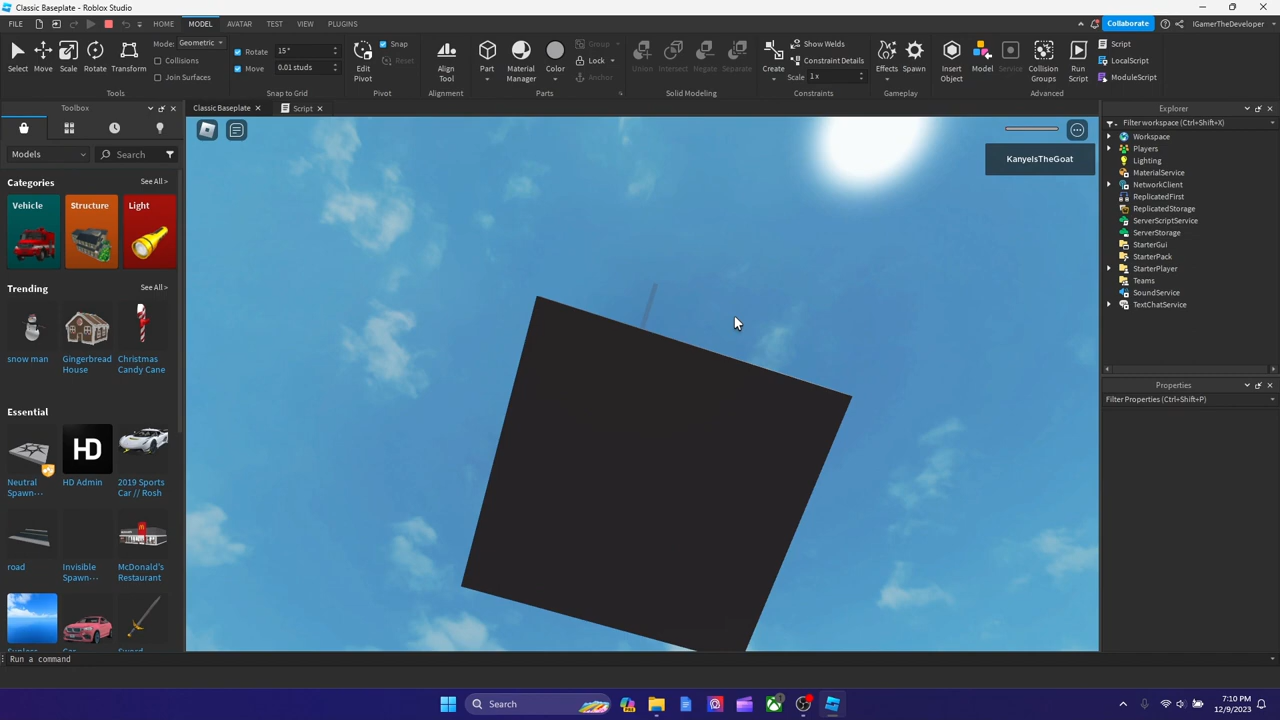 Classic Baseplate - Roblox Studio
FILE HOME MODEL AVATAR TEST VIEW PLUGINS Collaborate IGamerTheDeveloper
Select Move Scale Rotate Transform
Mode: Geometric
Collisions
Join Surfaces
Tools
Rotate 15°
Move 0.01 studs
Snap to Grid
Edit Pivot
Snap
Reset
Pivot
Align Tool
Alignment
Part
Material Manager
Color
Group
Lock
Anchor
Parts
Union Intersect Negate Separate
Solid Modeling
Create
Show Welds
Constraint Details
Scale 1 x
Constraints
Effects Spawn
Gameplay
Insert Object
Model
Service
Collision Groups
Run Script
Script
LocalScript
ModuleScript
Advanced
Toolbox
Models
Search
Categories See All >
Vehicle Structure Light
Trending See All >
snow man
Gingerbread House
Christmas Candy Cane
Essential See All >
HD
Neutral Spawn···
HD Admin
2019 Sports Car // Rosh
road
Invisible Spawn···
McDonald's Restaurant
Classic Baseplate
Script
KanyeIsTheGoat
Explorer
Filter workspace (Ctrl+Shift+X)
Workspace
Players
Lighting
MaterialService
NetworkClient
ReplicatedFirst
ReplicatedStorage
ServerScriptService
ServerStorage
StarterGui
StarterPack
StarterPlayer
Teams
SoundService
TextChatService
Properties
Filter Properties (Ctrl+Shift+P)
Run a command
Search
7:10 PM
12/9/2023